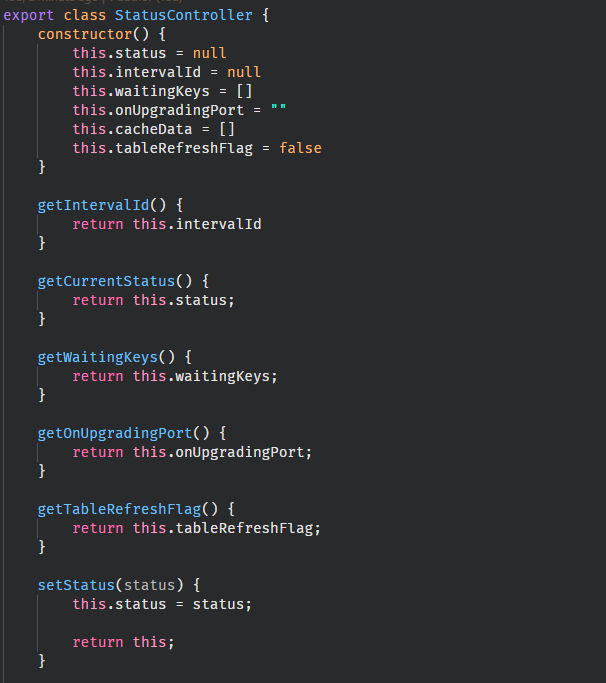 export class StatusController {
    constructor() {
        this.status = null
        this.intervalId = null
        this.waitingKeys = []
        this.onUpgradingPort = ""
        this.cacheData = []
        this.tableRefreshFlag = false
    }

    getIntervalId() {
        return this.intervalId
    }

    getCurrentStatus() {
        return this.status;
    }

    getWaitingKeys() {
        return this.waitingKeys;
    }

    getOnUpgradingPort() {
        return this.onUpgradingPort;
    }

    getTableRefreshFlag() {
        return this.tableRefreshFlag;
    }

    setStatus(status) {
        this.status = status;

        return this;
    }